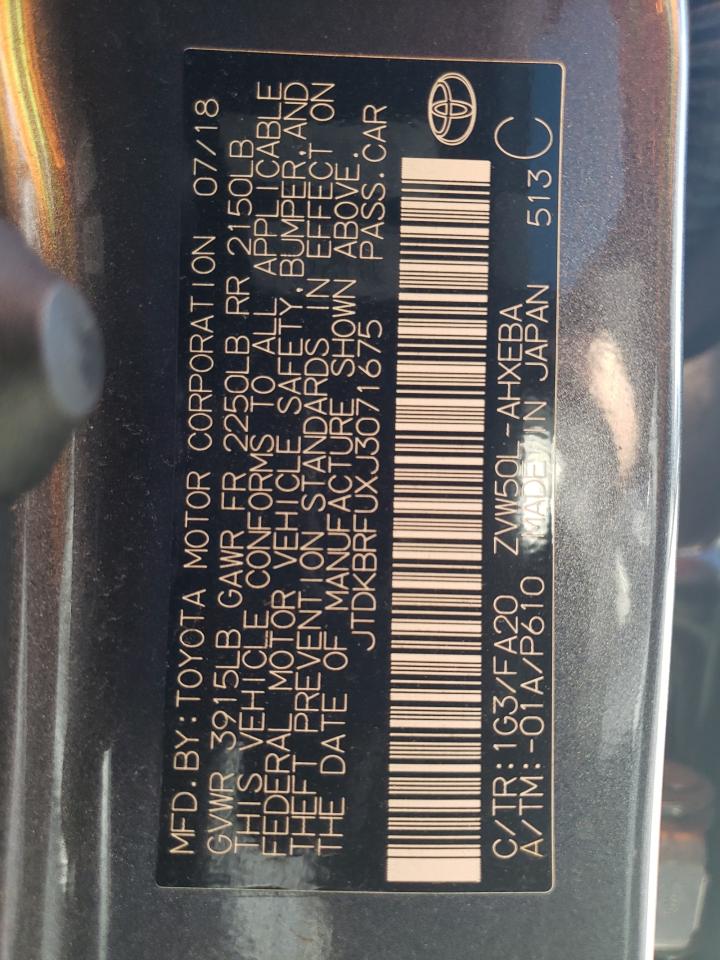 MFD.BY:TOYOTA MOTOR CORPORATION 07/18
GVWR 3915LB GAWR FR 2250LB RR 2150LB
THIS VEHICLE CONFORMS TO ALL APPLICABLE
FEDERAL MOTOR VEHICLE SAFETY,BUMPER,AND
THEFT PREVENTION STANDARDS IN EFFECT ON
THE DATE OF MANUFACTURE SHOWN ABOVE.
JTDKBRFUXJ3071675 PASS.CAR
C/TR:1G3/FA20 ZVW50L-AHXEBA
A/TM:-01A/P610 MADE IN JAPAN 513 C